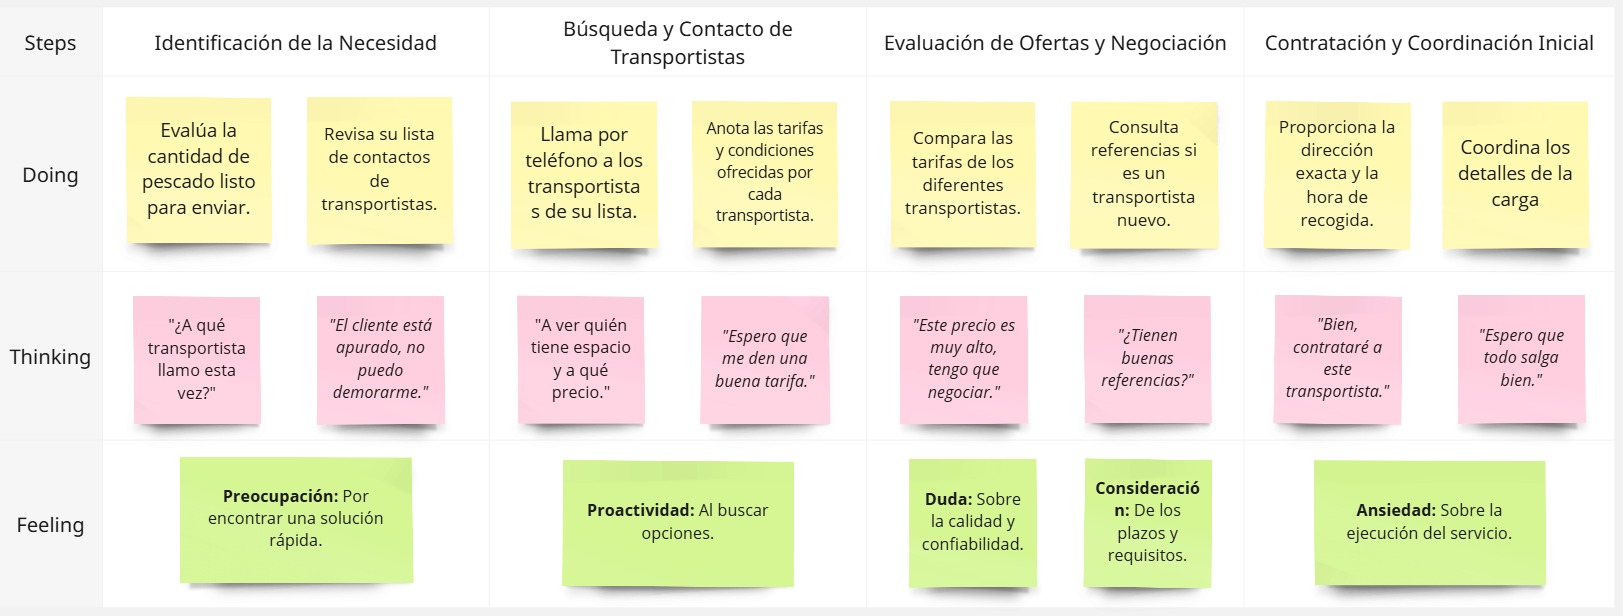 Steps
Identificación de la Necesidad
Búsqueda y Contacto de
Transportistas
Evaluación de Ofertas y Negociación
Contratación y Coordinación Inicial
Doing
Evalúa la
cantidad de
pescado listo
para enviar.
Revisa su lista
de contactos
de
transportistas.
Llama por
teléfono a los
transportista
s de su lista.
Anota las tarifas
y condiciones
ofrecidas por
cada
transportista.
Compara las
tarifas de los
diferentes
transportistas.
Consulta
referencias si
es un
transportista
nuevo.
Proporciona la
dirección
exacta y la
hora de
recogida.
Coordina los
detalles de la
carga
Thinking
"¿A qué
transportista
llamo esta
vez?"
"El cliente está
apurado, no
puedo
demorarme."
"A ver quién
tiene espacio
y a qué
precio."
"Espero que
me den una
buena tarifa."
"Este precio es
muy alto,
tengo que
negociar."
"¿Tienen
buenas
referencias?"
"Bien,
contrataré a
este
transportista."
"Espero que
todo salga
bien."
Feeling
Preocupación: Por
encontrar una solución
rápida.
Proactividad: Al buscar
opciones.
Duda: Sobre
la calidad y
confiabilidad.
Consideració
n: De los
plazos y
requisitos.
Ansiedad: Sobre la
ejecución del servicio.